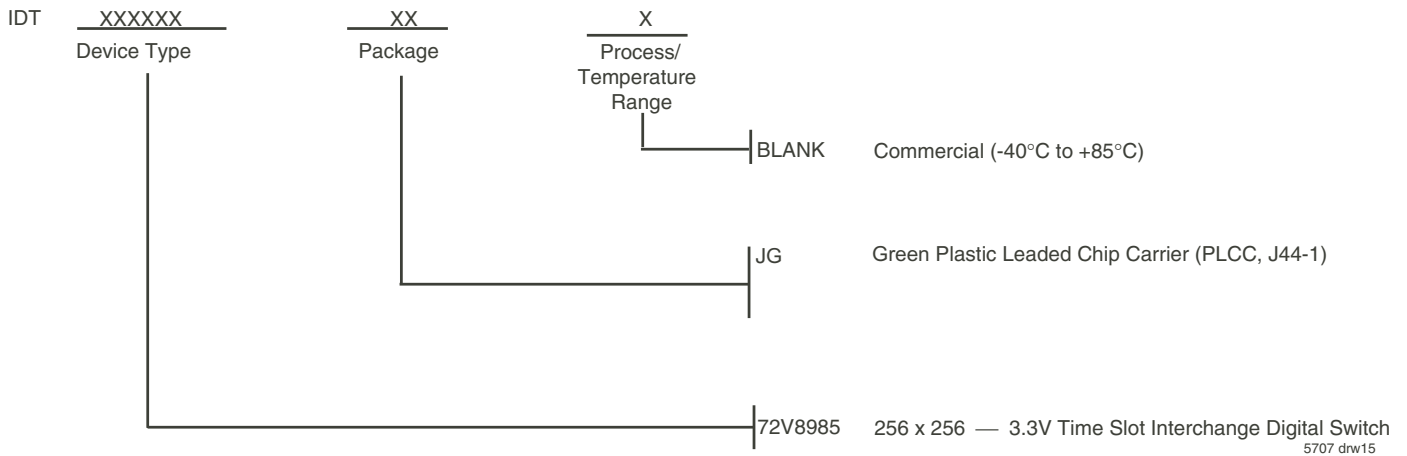 IDT XXXXXX XX X
Device Type Package Process/
Temperature
Range
BLANK Commercial (-40°C to +85°C)
JG Green Plastic Leaded Chip Carrier (PLCC, J44-1)
72V8985 256 x 256 — 3.3V Time Slot Interchange Digital Switch
5707 drw15